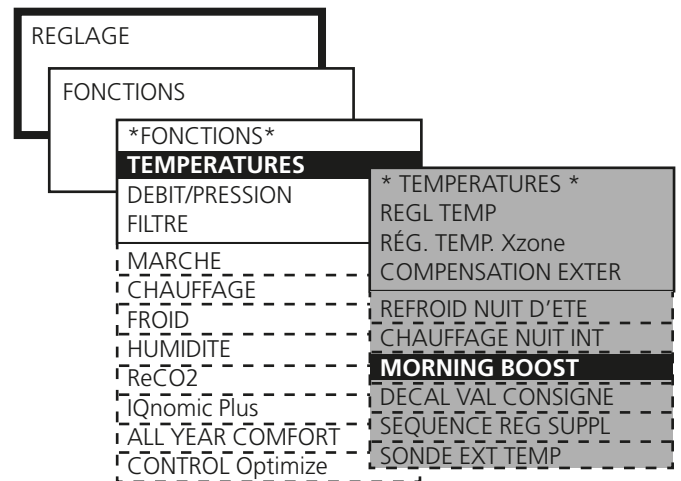 REGLAGE
FONCTIONS
*FONCTIONS*
TEMPERATURES
DEBIT/PRESSION
FILTRE
MARCHE
CHAUFFAGE
FROID
HUMIDITE
ReCO2
IQnomic Plus
ALL YEAR COMFORT
CONTROL Optimize
* TEMPERATURES *
REGL TEMP
RÉG. TEMP. Xzone
COMPENSATION EXTER
REFROID NUIT D'ETE
CHAUFFAGE NUIT INT
MORNING BOOST
DECAL VAL CONSIGNE
SEQUENCE REG SUPPL
SONDE EXT TEMP